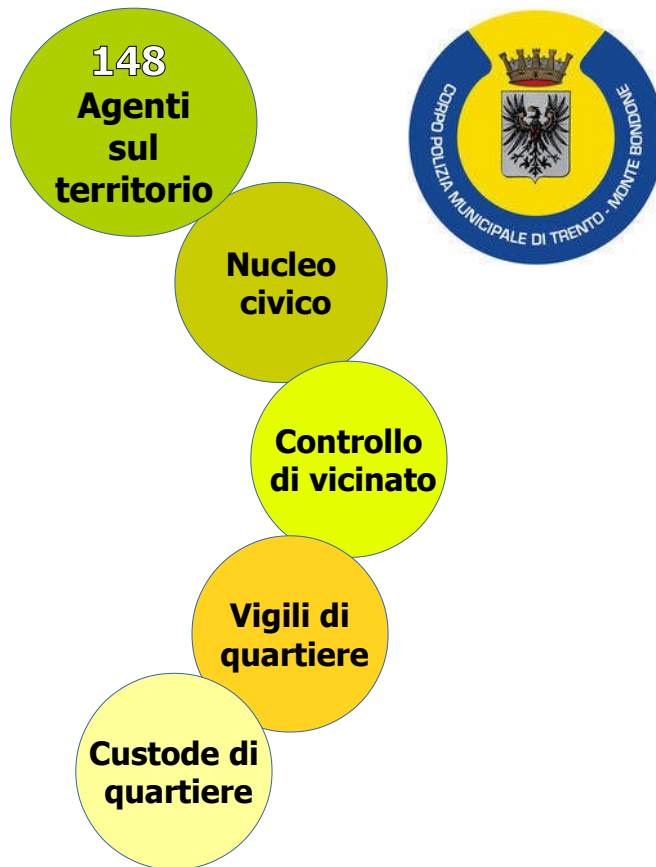 148
Agenti
sul
territorio
CORPO POLIZIA MUNICIPALE DI TRENTO - MONTE BONDONE
Nucleo
civico
Controllo
di vicinato
Vigili di
quartiere
Custode di
quartiere